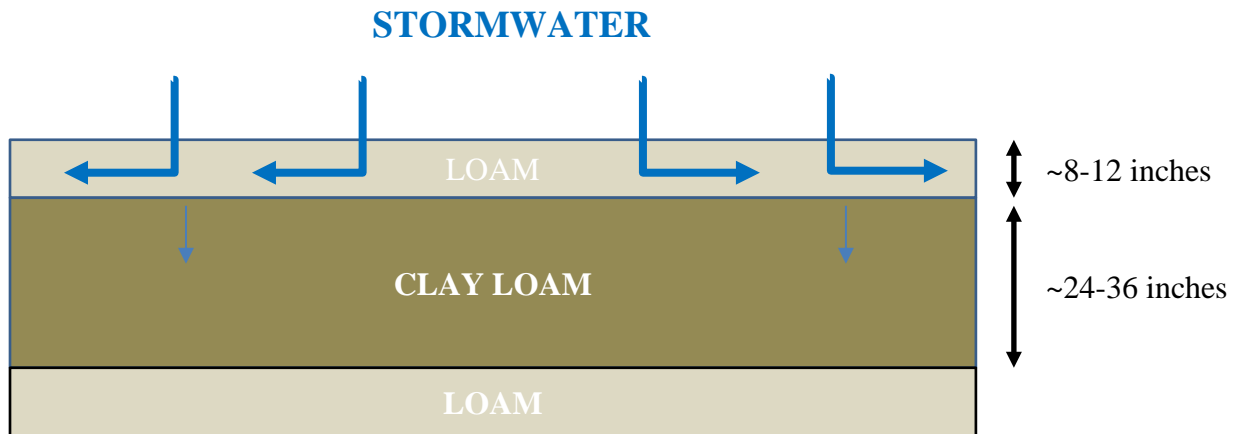 STORMWATER
LOAM
~8-12 inches
CLAY LOAM
~24-36 inches
LOAM